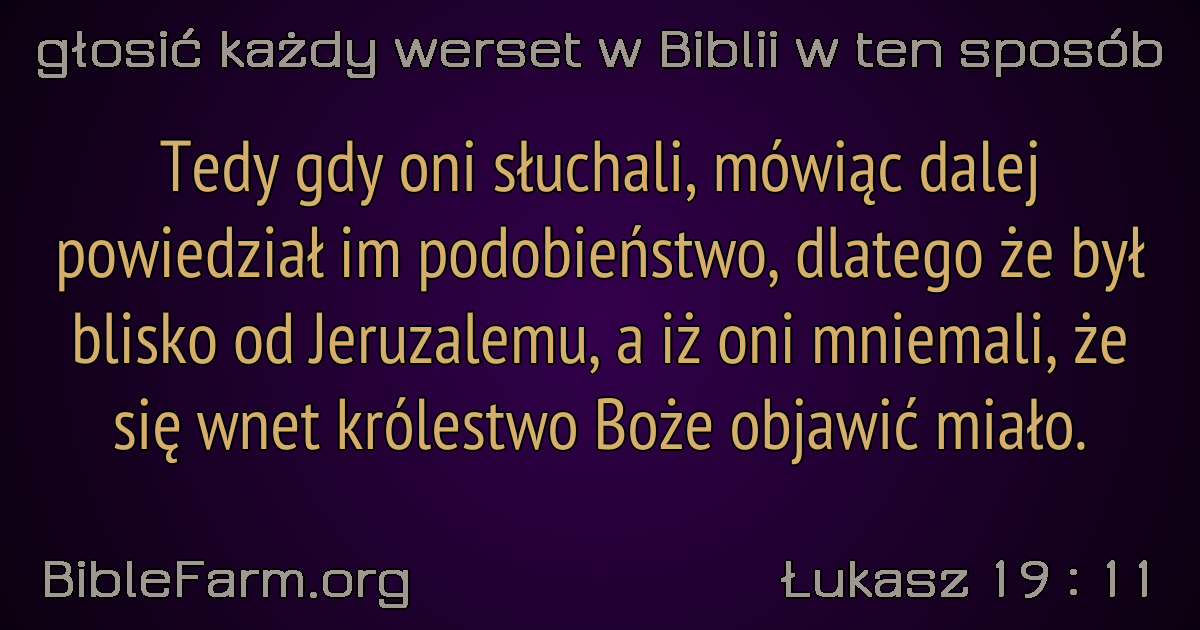 głosić każdy werset w Biblii w ten sposób
Tedy gdy oni słuchali, mówiąc dalej
powiedział im podobieństwo, dlatego że był
blisko od Jeruzalemu, a iż oni mniemali, że
się wnet królestwo Boże objawić miało.
BibleFarm.org
Łukasz 19 : 11